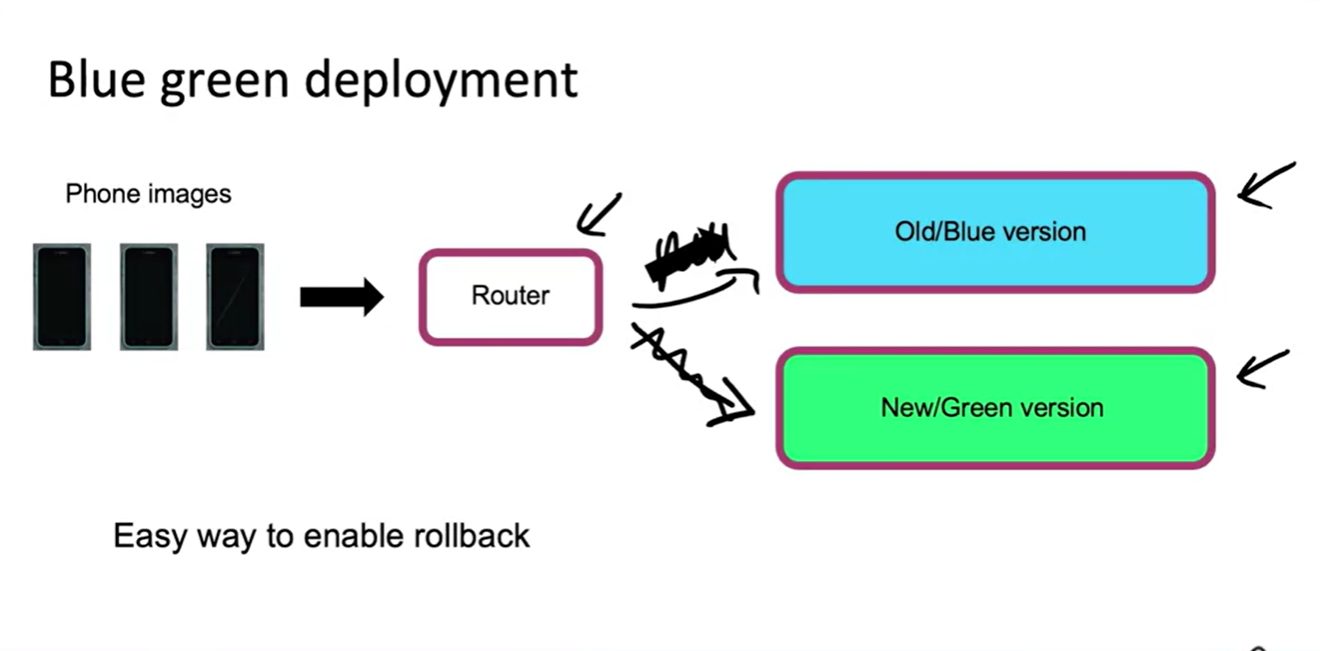 Blue green deployment
Phone images
Router
Old/Blue version
New/Green version
Easy way to enable rollback